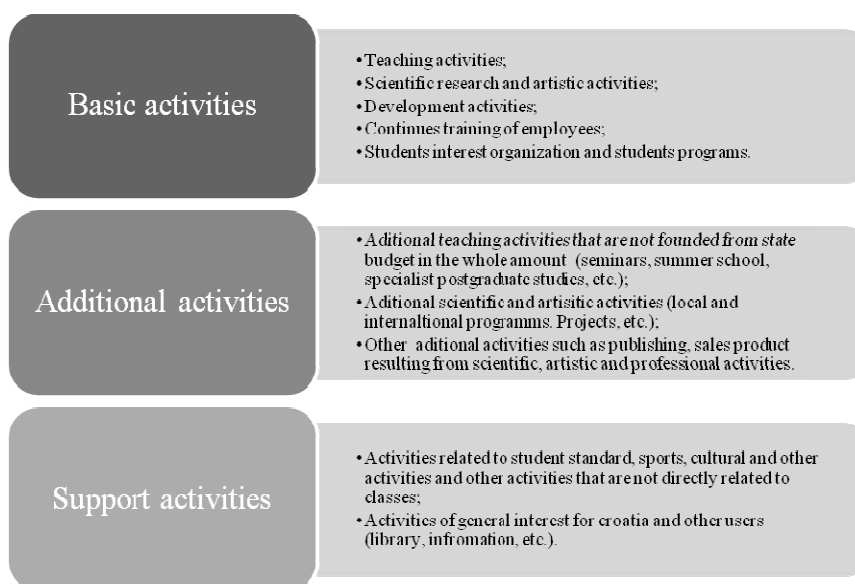 Basic activities
•Teaching activities;
•Scientific research and artistic activities;
•Development activities;
•Continues training of employees;
•Students interest organization and students programs.
Additional activities
•Aditional teaching activities that are not founded from state
budget in the whole amount (seminars, summer school,
specialist postgraduate studies, etc.);
•Aditional scientific and artisitic activities (local and
internaltional programms. Projects, etc.);
•Other aditional activities such as publishing, sales product
resulting from scientific, artistic and professional activities.
Support activities
•Activities related to student standard, sports, cultural and other
activities and other activities that are not directly related to
classes;
•Activities of general interest for croatia and other users
(library, infromation, etc.).